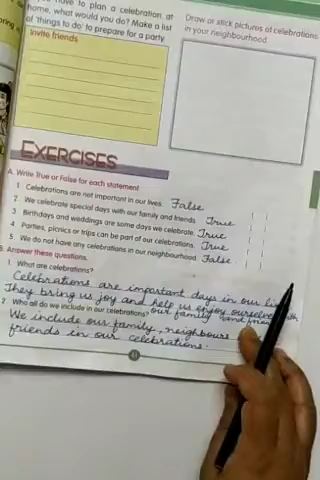 have to plan a celebration at
home, what would you do? Make a list
of 'things to do' to prepare for a party.
Invite friends
Draw or stick pictures of celebrations
in your neighbourhood.
EXERCISES
A. Write True or False for each statement.
1. Celebrations are not important in our lives. False
2. We celebrate special days with our family and friends. True
3. Birthdays and weddings are some days we celebrate. True
4. Parties, picnics or trips can be part of our celebrations. True
5. We do not have any celebrations in our neighbourhood. False
B. Answer these questions.
1. What are celebrations?
Celebrations are important days in our
They bring us joy and help us enjoy ourselves with
our family and
2. Who all do we include in our celebrations?
We include our family, neighbours
friends in our celebrations.